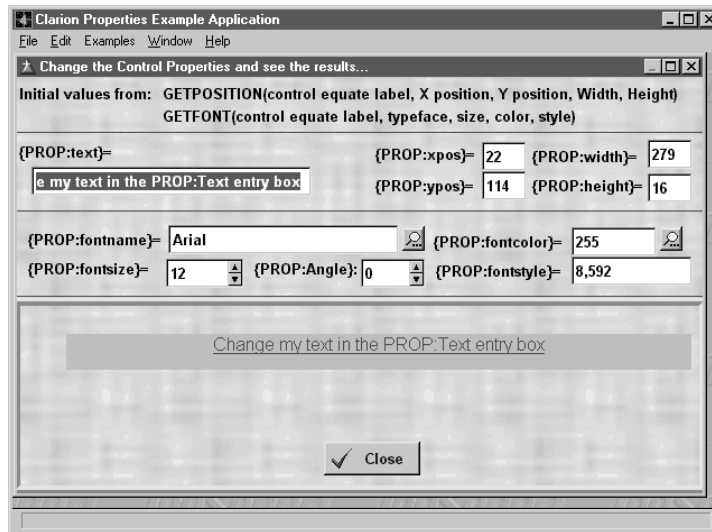 Clarion Properties Example Application
File Edit Examples Window Help
Change the Control Properties and see the results...
Initial values from: GETPOSITION(control equate label, X position, Y position, Width, Height)
GETFONT(control equate label, typeface, size, color, style)
{PROP:text}=
e my text in the PROP:Text entry box
{PROP:xpos}= 22 {PROP:width}= 279
{PROP:ypos}= 114 {PROP:height}= 16
{PROP:fontname}= Arial {PROP:fontcolor}= 255
{PROP:fontsize}= 12 {PROP:Angle}: 0 {PROP:fontstyle}= 8,592
Change my text in the PROP:Text entry box
Close